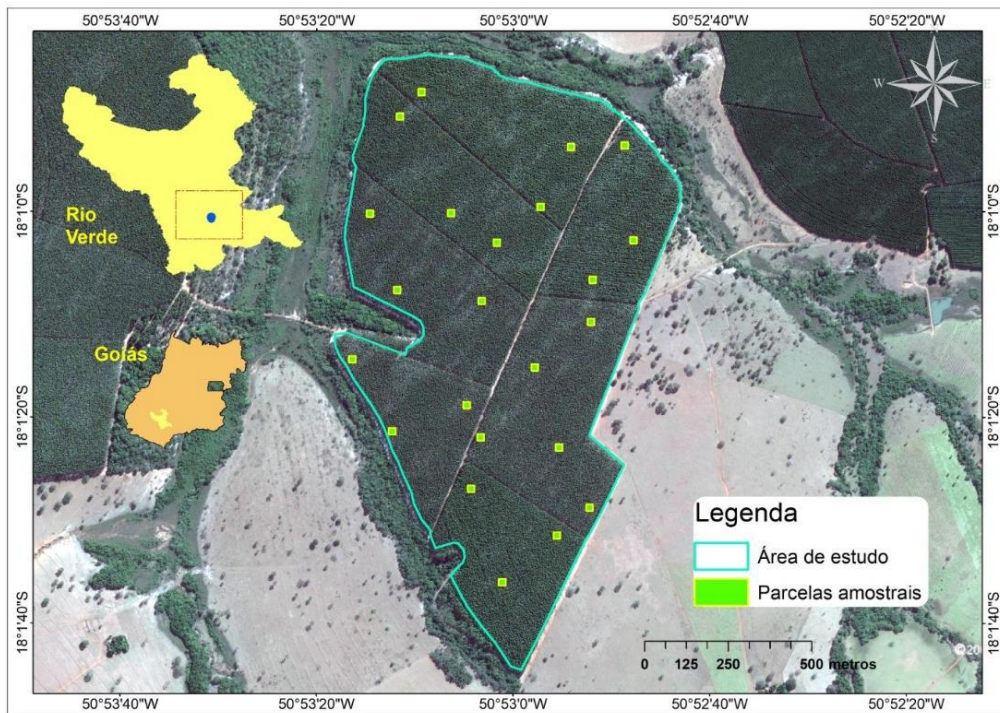 50°53'40"W 50°53'20"W 50°53'0"W 50°52'40"W 50°52'20"W
W E
S
18°1'0"S 18°1'0"S
Rio
Verde
Goiás
18°1'20"S 18°1'20"S
Legenda
Área de estudo
Parcelas amostrais
18°1'40"S 18°1'40"S
0 125 250 500 metros
©20
50°53'40"W 50°53'20"W 50°53'0"W 50°52'40"W 50°52'20"W